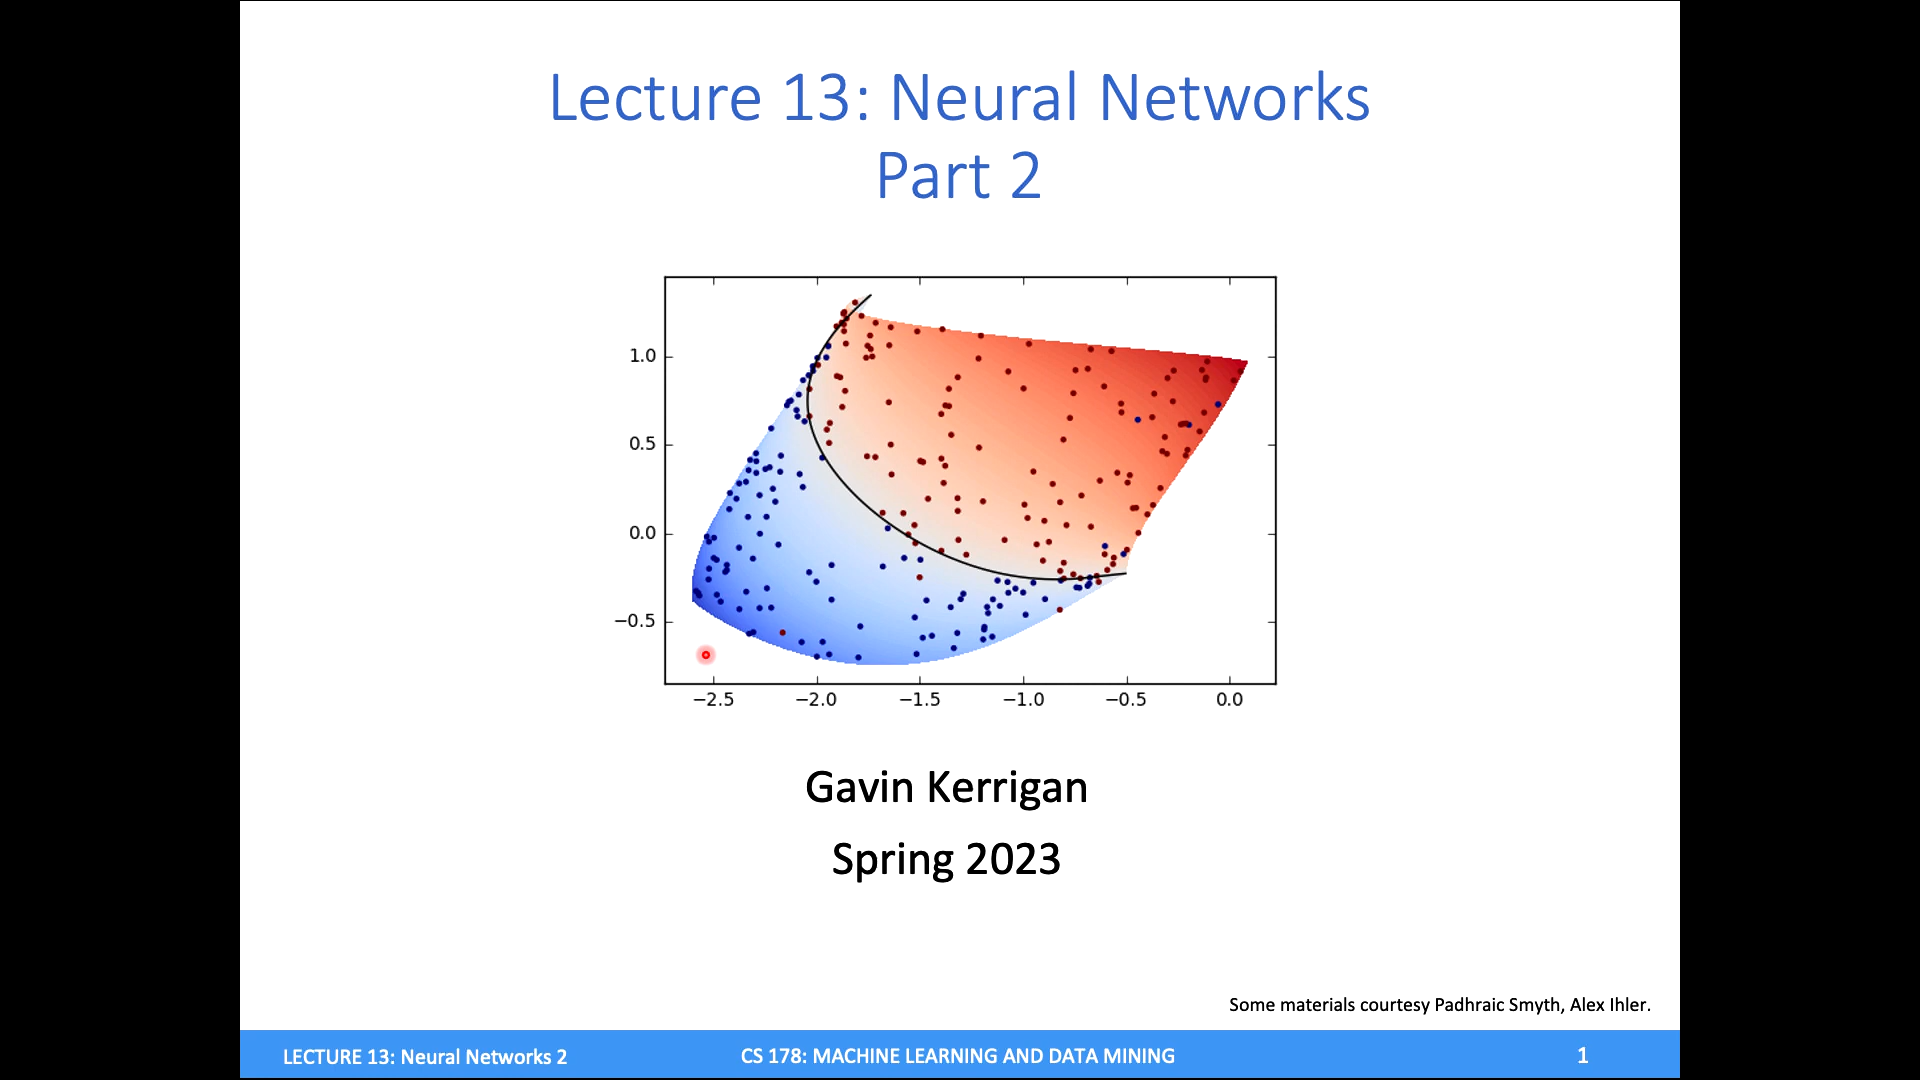 Lecture 13: Neural Networks
Part 2
1.0
0.5
0.0
−0.5
−2.5 −2.0 −1.5 −1.0 −0.5 0.0
Gavin Kerrigan
Spring 2023
Some materials courtesy Padhraic Smyth, Alex Ihler.
LECTURE 13: Neural Networks 2 CS 178: MACHINE LEARNING AND DATA MINING 1